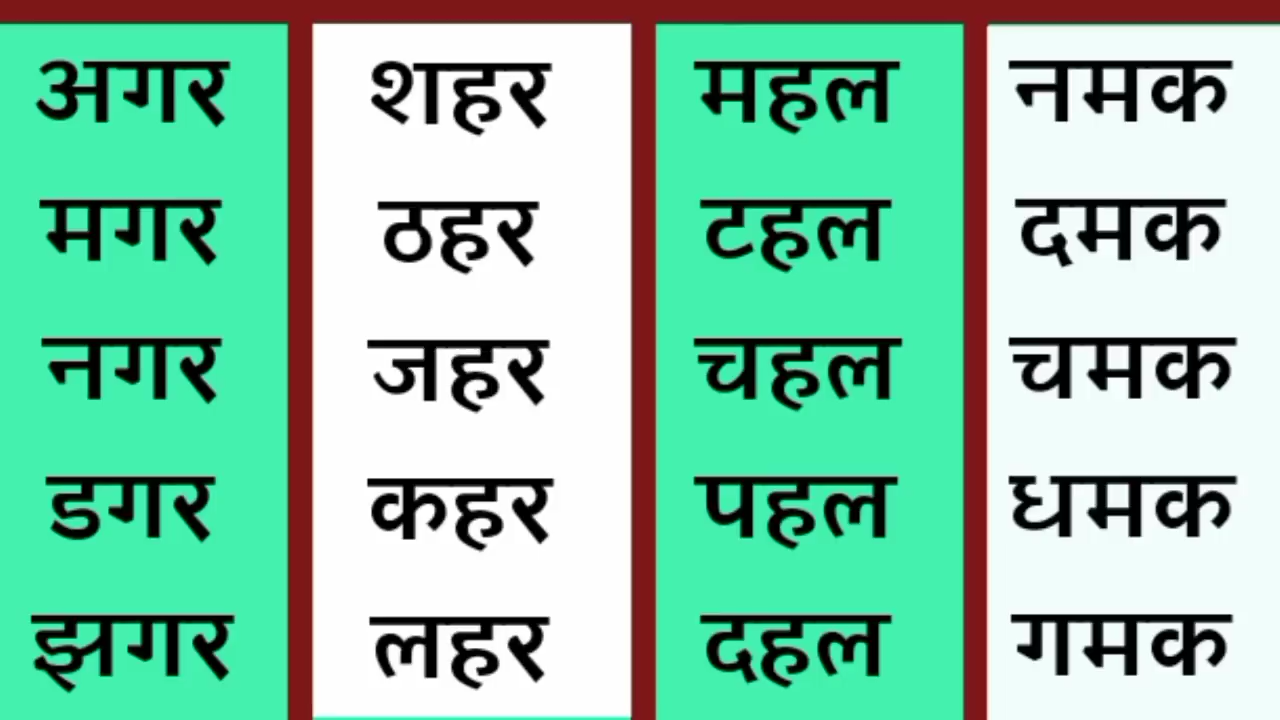 अगर शहर महल नमक
मगर ठहर टहल दमक
नगर जहर चहल चमक
डगर कहर पहल धमक
झगर लहर दहल गमक